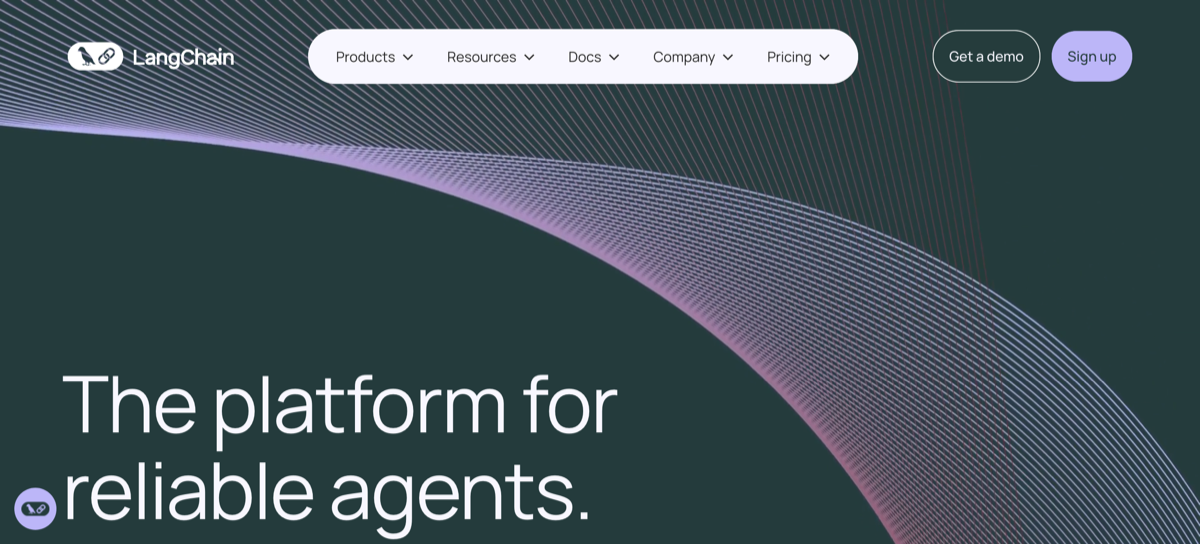 LangChain
Products
Resources
Docs
Company
Pricing
Get a demo
Sign up
The platform for
reliable agents.